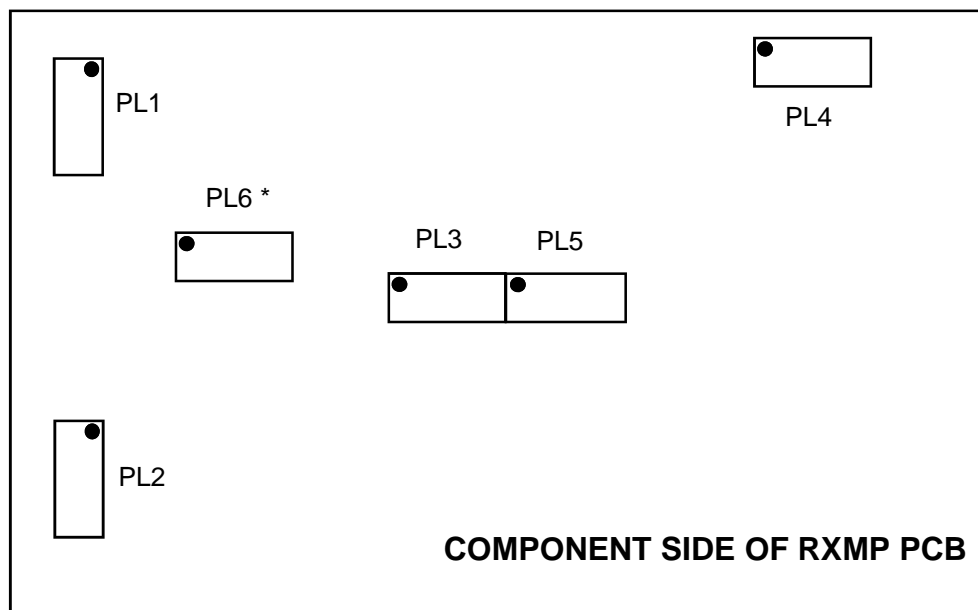 PL1
PL4
PL6 *
PL3
PL5
PL2
COMPONENT SIDE OF RXMP PCB